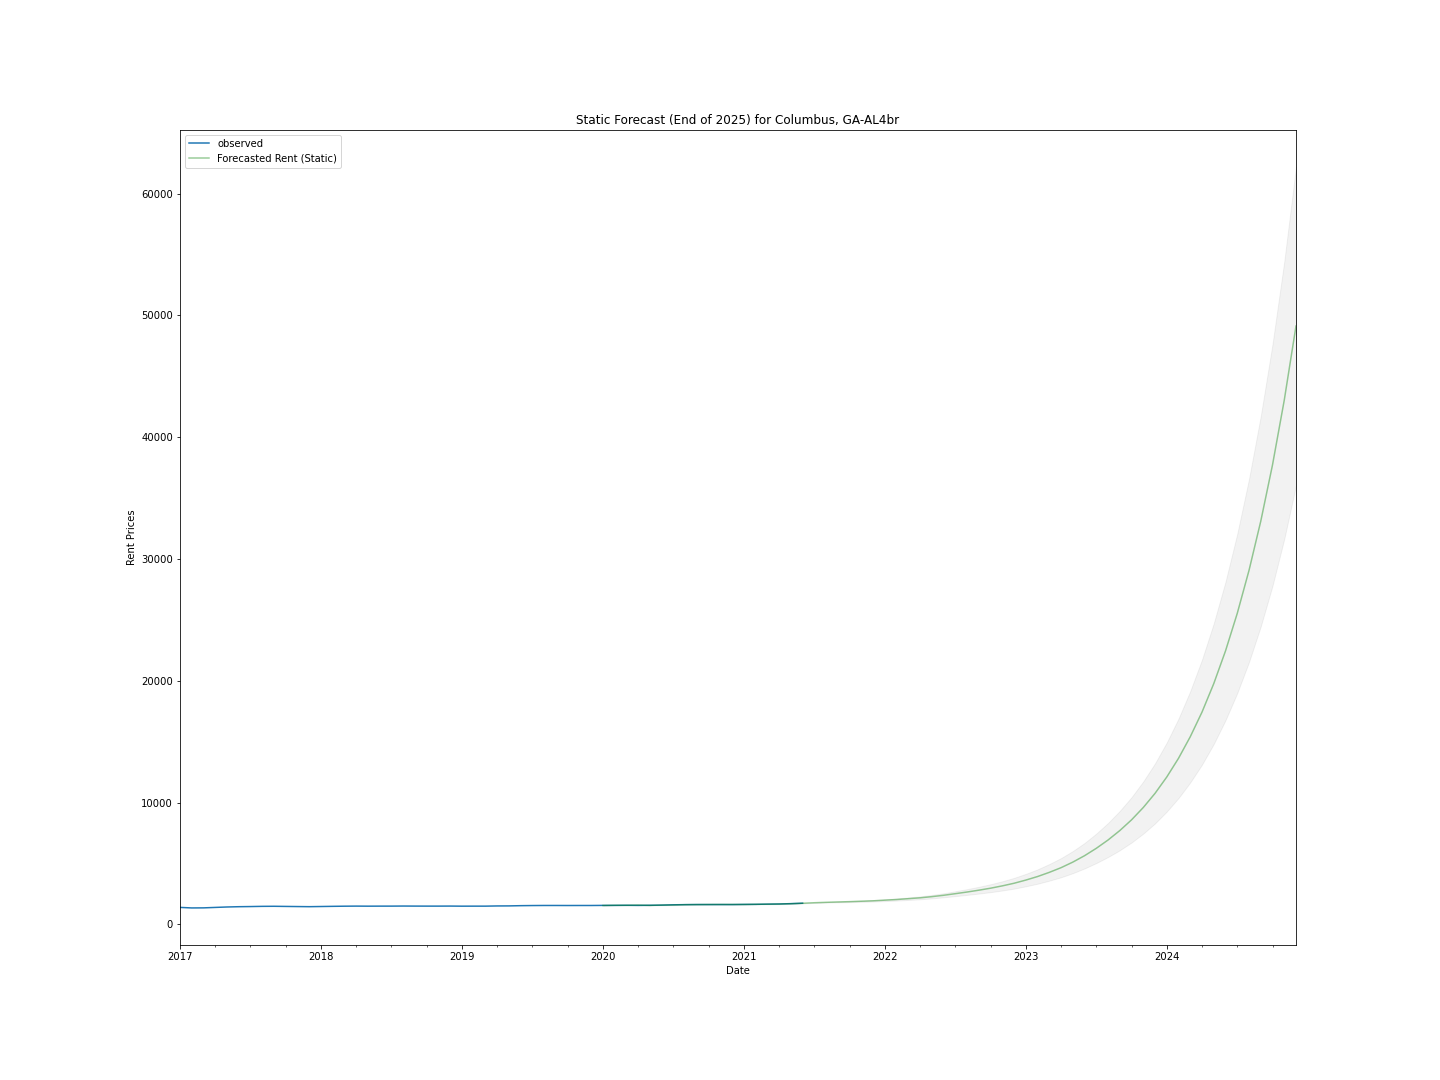 Static Forecast (End of 2025) for Columbus, GA-AL4br
observed
Forecasted Rent (Static)
60000
50000
40000
30000
20000
10000
0
Rent Prices
2017 2018 2019 2020 2021 2022 2023 2024
Date